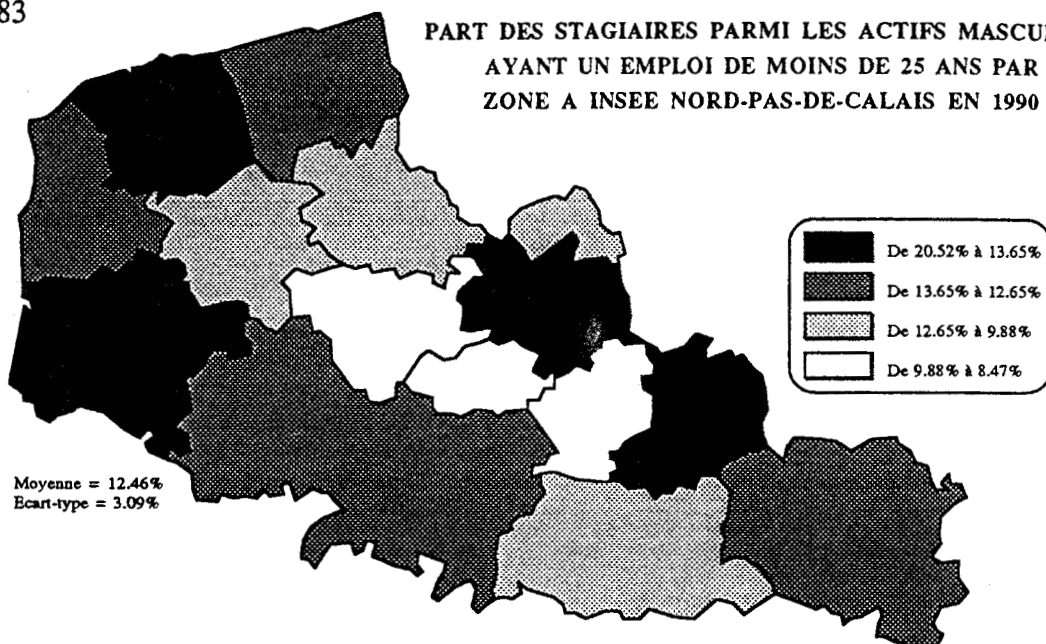 83
PART DES STAGIAIRES PARMI LES ACTIFS MASCU
AYANT UN EMPLOI DE MOINS DE 25 ANS PAR
ZONE A INSEE NORD-PAS-DE-CALAIS EN 1990
De 20.52% à 13.65%
De 13.65% à 12.65%
De 12.65% à 9.88%
De 9.88% à 8.47%
Moyenne = 12.46%
Ecart-type = 3.09%